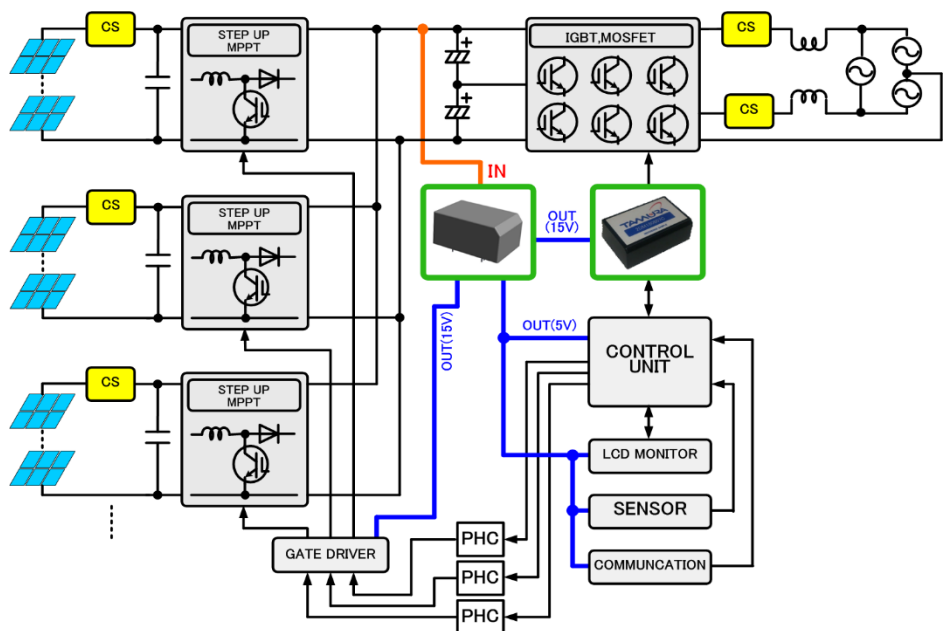 CS
STEP UP
MPPT
+
+
IGBT,MOSFET
CS
CS
IN
CS
STEP UP
MPPT
OUT
(15V)
TAMURA
OUT(15V)
OUT(5V)
CONTROL
UNIT
CS
STEP UP
MPPT
LCD MONITOR
SENSOR
GATE DRIVER
PHC
PHC
PHC
COMMUNCATION